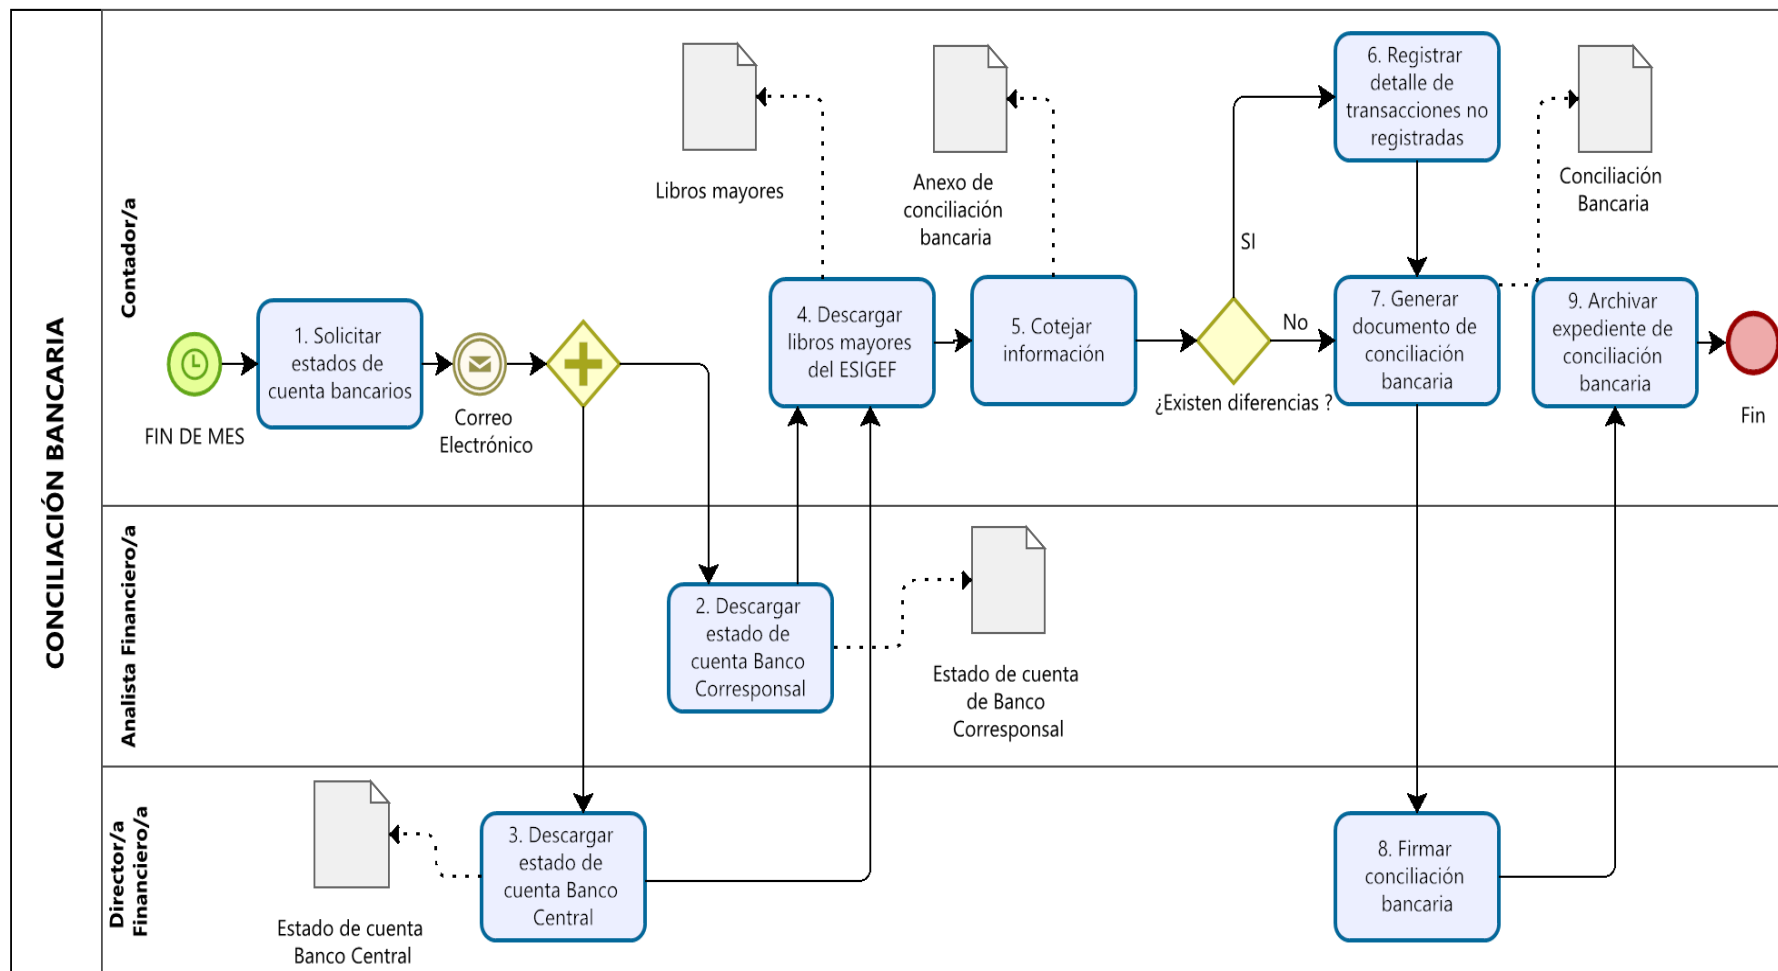 CONCILIACIÓN BANCARIA
Contador/a
FIN DE MES
1. Solicitar
estados de
cuenta bancarios
Correo
Electrónico
Libros mayores
4. Descargar
libros mayores
del ESIGEF
Anexo de
conciliación
bancaria
5. Cotejar
información
¿Existen diferencias ?
SI
No
6. Registrar
detalle de
transacciones no
registradas
7. Generar
documento de
conciliación
bancaria
Conciliación
Bancaria
9. Archivar
expediente de
conciliación
bancaria
Fin
Analista Financiero/a
2. Descargar
estado de
cuenta Banco
Corresponsal
Estado de cuenta
de Banco
Corresponsal
Director/a
Financiero/a
Estado de cuenta
Banco Central
3. Descargar
estado de
cuenta Banco
Central
8. Firmar
conciliación
bancaria